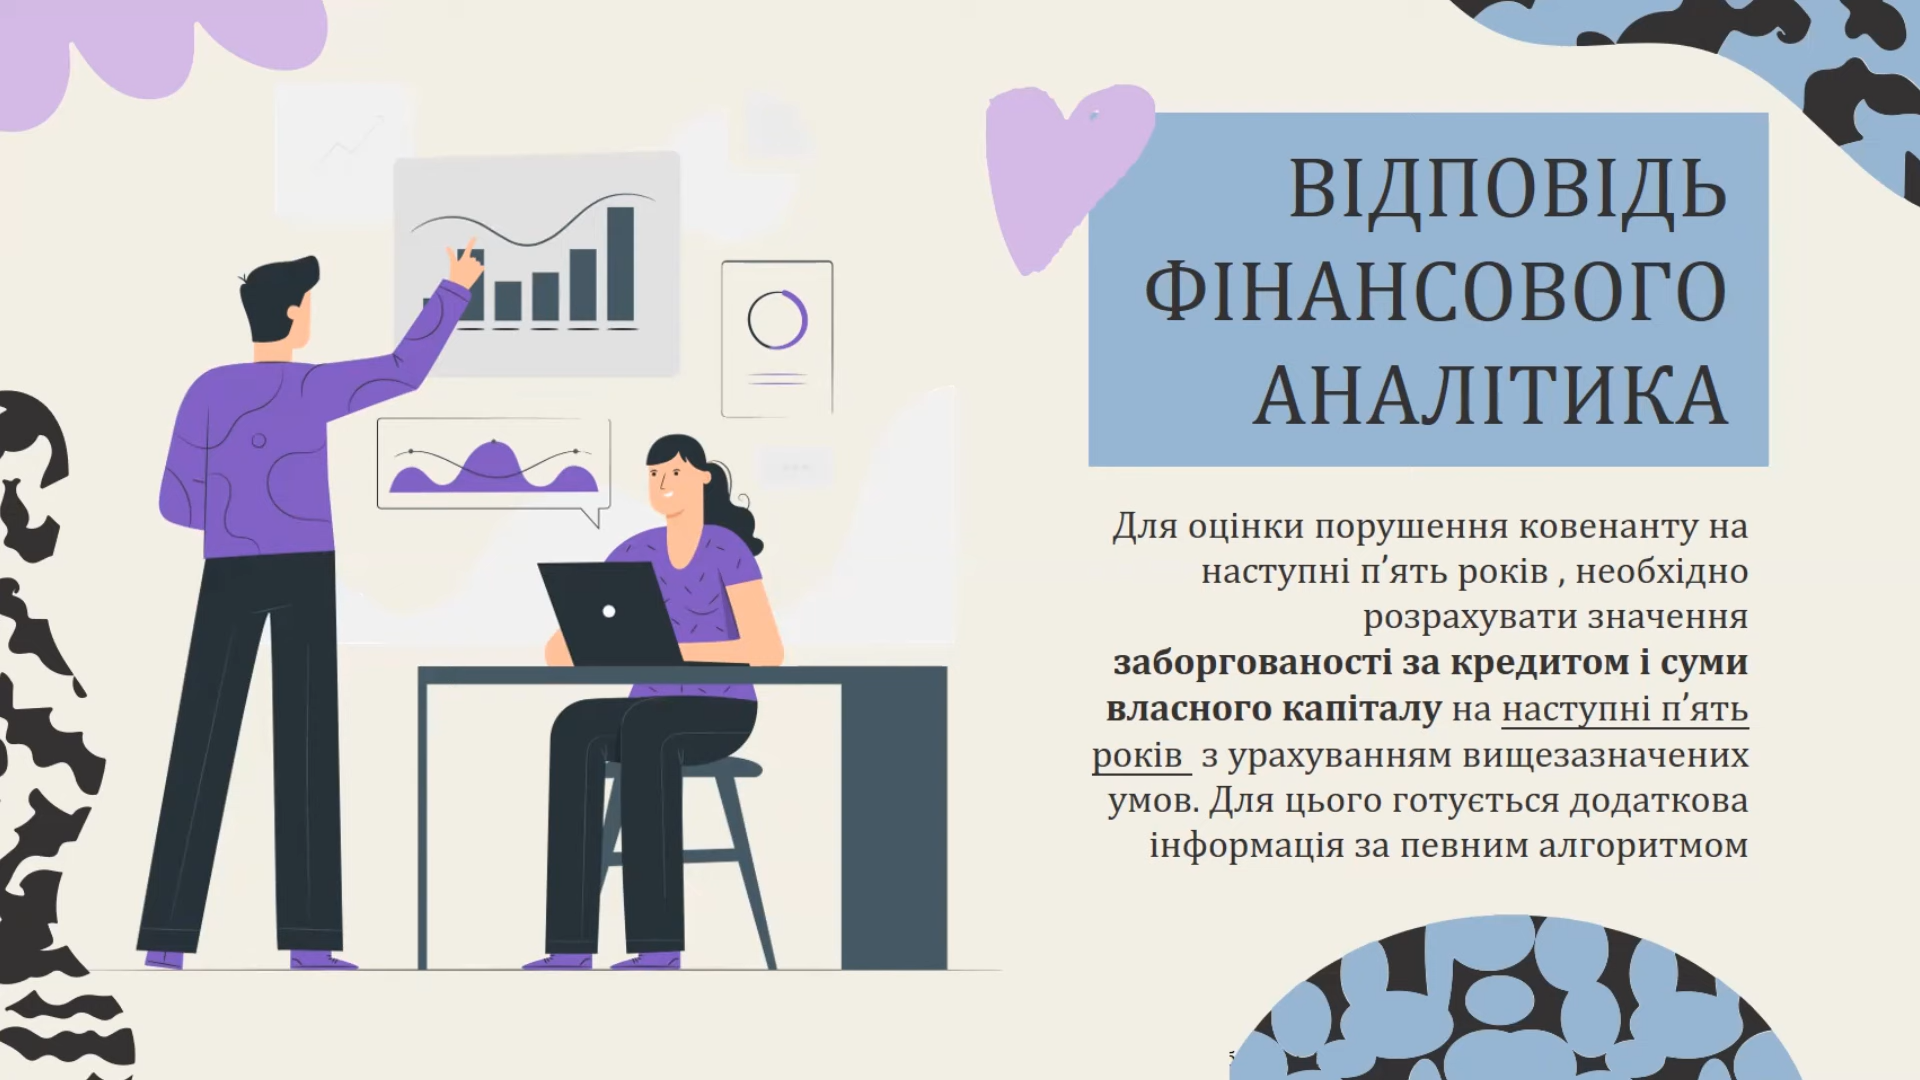 ВІДПОВІДЬ
ФІНАНСОВОГО
АНАЛІТИКА
Для оцінки порушення ковенанту на
наступні п’ять років , необхідно
розрахувати значення
заборгованості за кредитом і суми
власного капіталу на наступні п’ять
років з урахуванням вищезазначених
умов. Для цього готується додаткова
інформація за певним алгоритмом